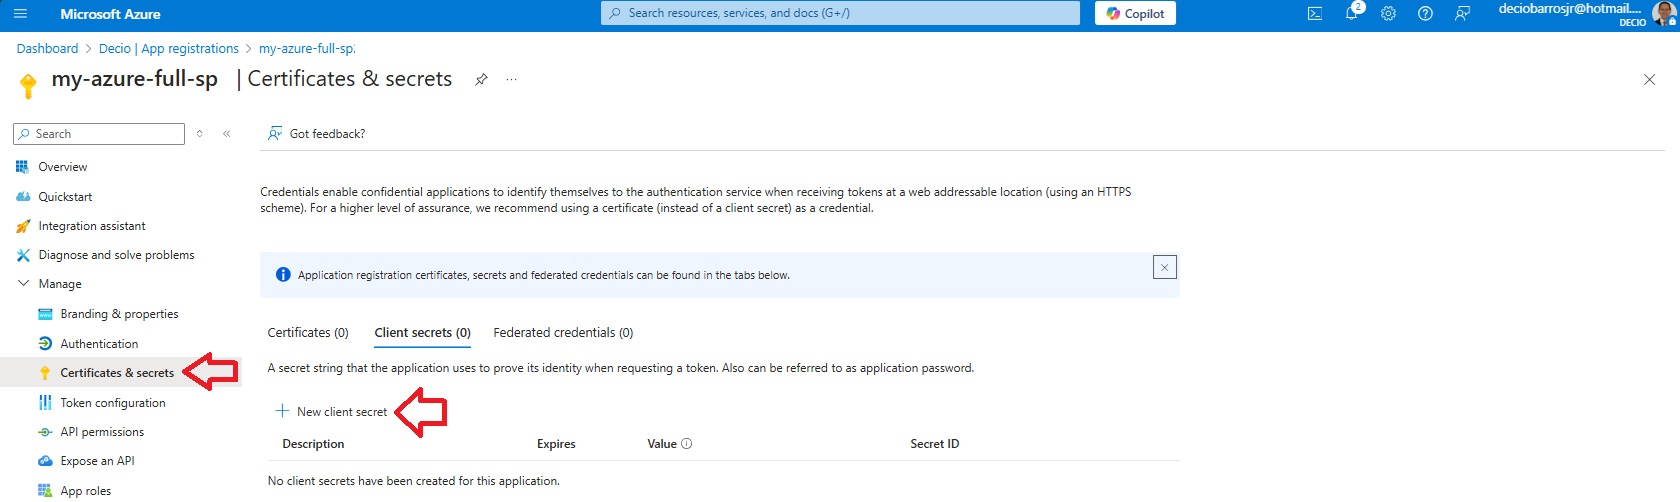 Microsoft Azure
Search resources, services, and docs (G+/)
Copilot
2
deciobarrosjr@hotmail....
DECIO
Dashboard > Decio | App registrations > my-azure-full-sp
my-azure-full-sp | Certificates & secrets
Search
Got feedback?
Overview
Quickstart
Integration assistant
Diagnose and solve problems
Manage
Branding & properties
Authentication
Certificates & secrets
Token configuration
API permissions
Expose an API
App roles
Credentials enable confidential applications to identify themselves to the authentication service when receiving tokens at a web addressable location (using an HTTPS
scheme). For a higher level of assurance, we recommend using a certificate (instead of a client secret) as a credential.
Application registration certificates, secrets and federated credentials can be found in the tabs below.
Certificates (0) Client secrets (0) Federated credentials (0)
A secret string that the application uses to prove its identity when requesting a token. Also can be referred to as application password.
New client secret
Description Expires Value Secret ID
No client secrets have been created for this application.